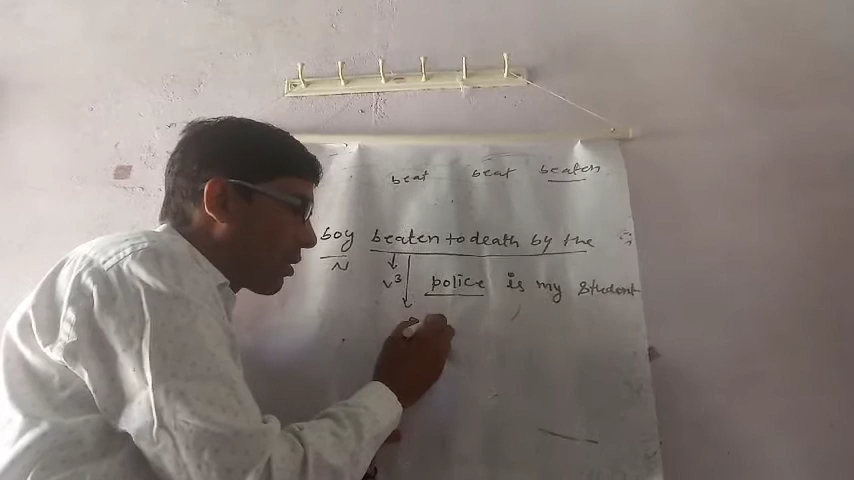 beat beat beaten
boy beaten to death by the
N
V3 police is my student